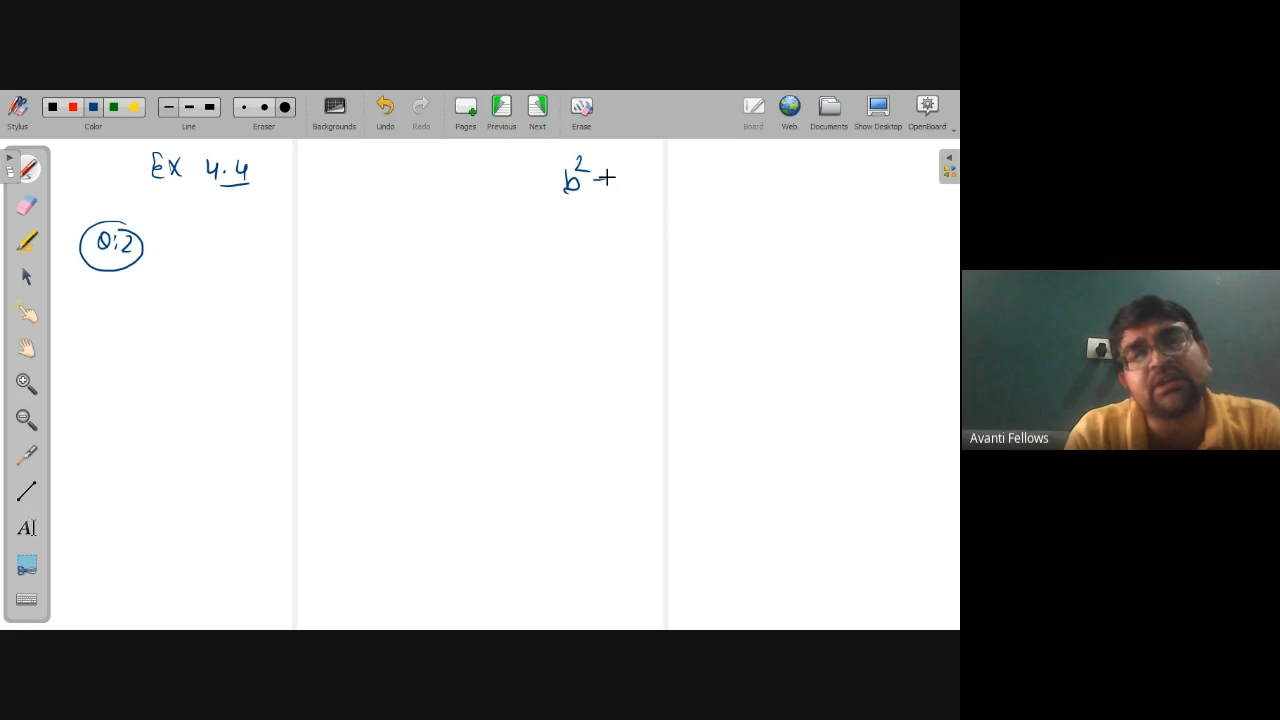 Stylus Color Line Eraser Backgrounds Undo Redo Pages Previous Next Erase Board Web Documents Show Desktop OpenBoard
Ex 4.4
b² -
Q:2
Avanti Fellows